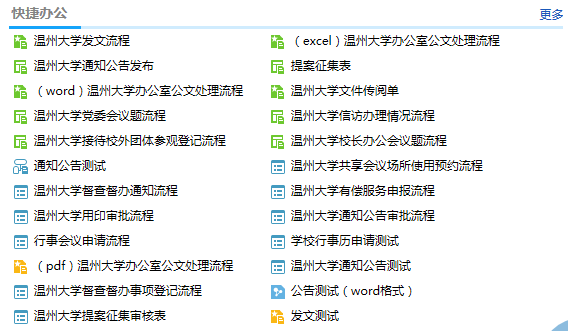 快捷办公 更多
温州大学发文流程 （excel）温州大学办公室公文处理流程
温州大学通知公告发布 提案征集表
（word）温州大学办公室公文处理流程 温州大学文件传阅单
温州大学党委会议题流程 温州大学信访办理情况流程
温州大学接待校外团体参观登记流程 温州大学校长办公会议题流程
通知公告测试 温州大学共享会议场所使用预约流程
温州大学督查督办通知流程 温州大学有偿服务申报流程
温州大学用印审批流程 温州大学通知公告审批流程
行事会议申请流程 学校行事历申请测试
（pdf）温州大学办公室公文处理流程 温州大学通知公告测试
温州大学督查督办事项登记流程 公告测试（word格式）
温州大学提案征集审核表 发文测试